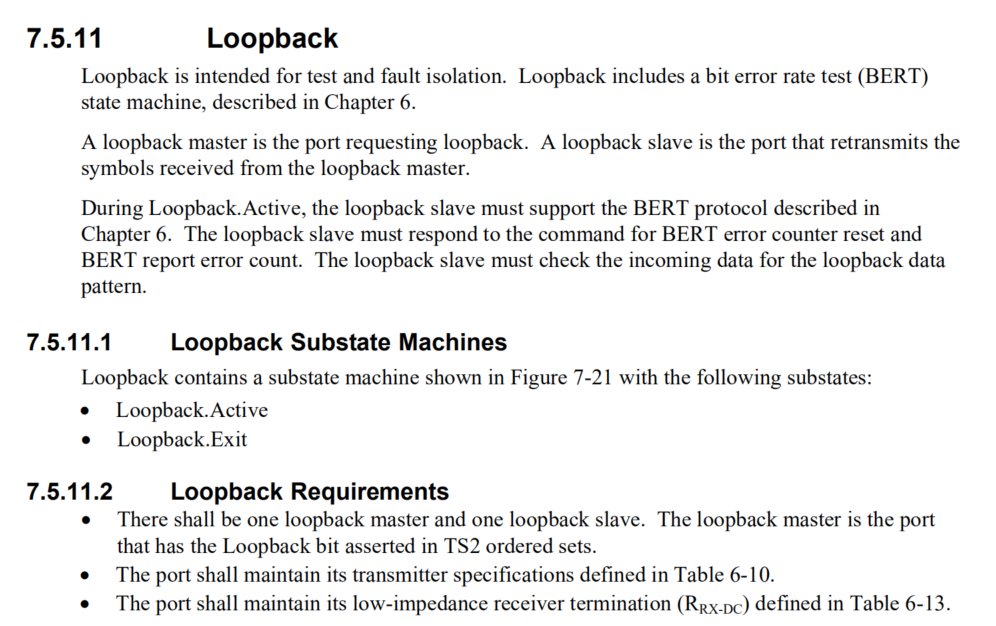 7.5.11 Loopback
Loopback is intended for test and fault isolation. Loopback includes a bit error rate test (BERT)
state machine, described in Chapter 6.
A loopback master is the port requesting loopback. A loopback slave is the port that retransmits the
symbols received from the loopback master.
During Loopback.Active, the loopback slave must support the BERT protocol described in
Chapter 6. The loopback slave must respond to the command for BERT error counter reset and
BERT report error count. The loopback slave must check the incoming data for the loopback data
pattern.
7.5.11.1 Loopback Substate Machines
Loopback contains a substate machine shown in Figure 7-21 with the following substates:
• Loopback.Active
• Loopback.Exit
7.5.11.2 Loopback Requirements
• There shall be one loopback master and one loopback slave. The loopback master is the port
that has the Loopback bit asserted in TS2 ordered sets.
• The port shall maintain its transmitter specifications defined in Table 6-10.
• The port shall maintain its low-impedance receiver termination (RRX-DC) defined in Table 6-13.